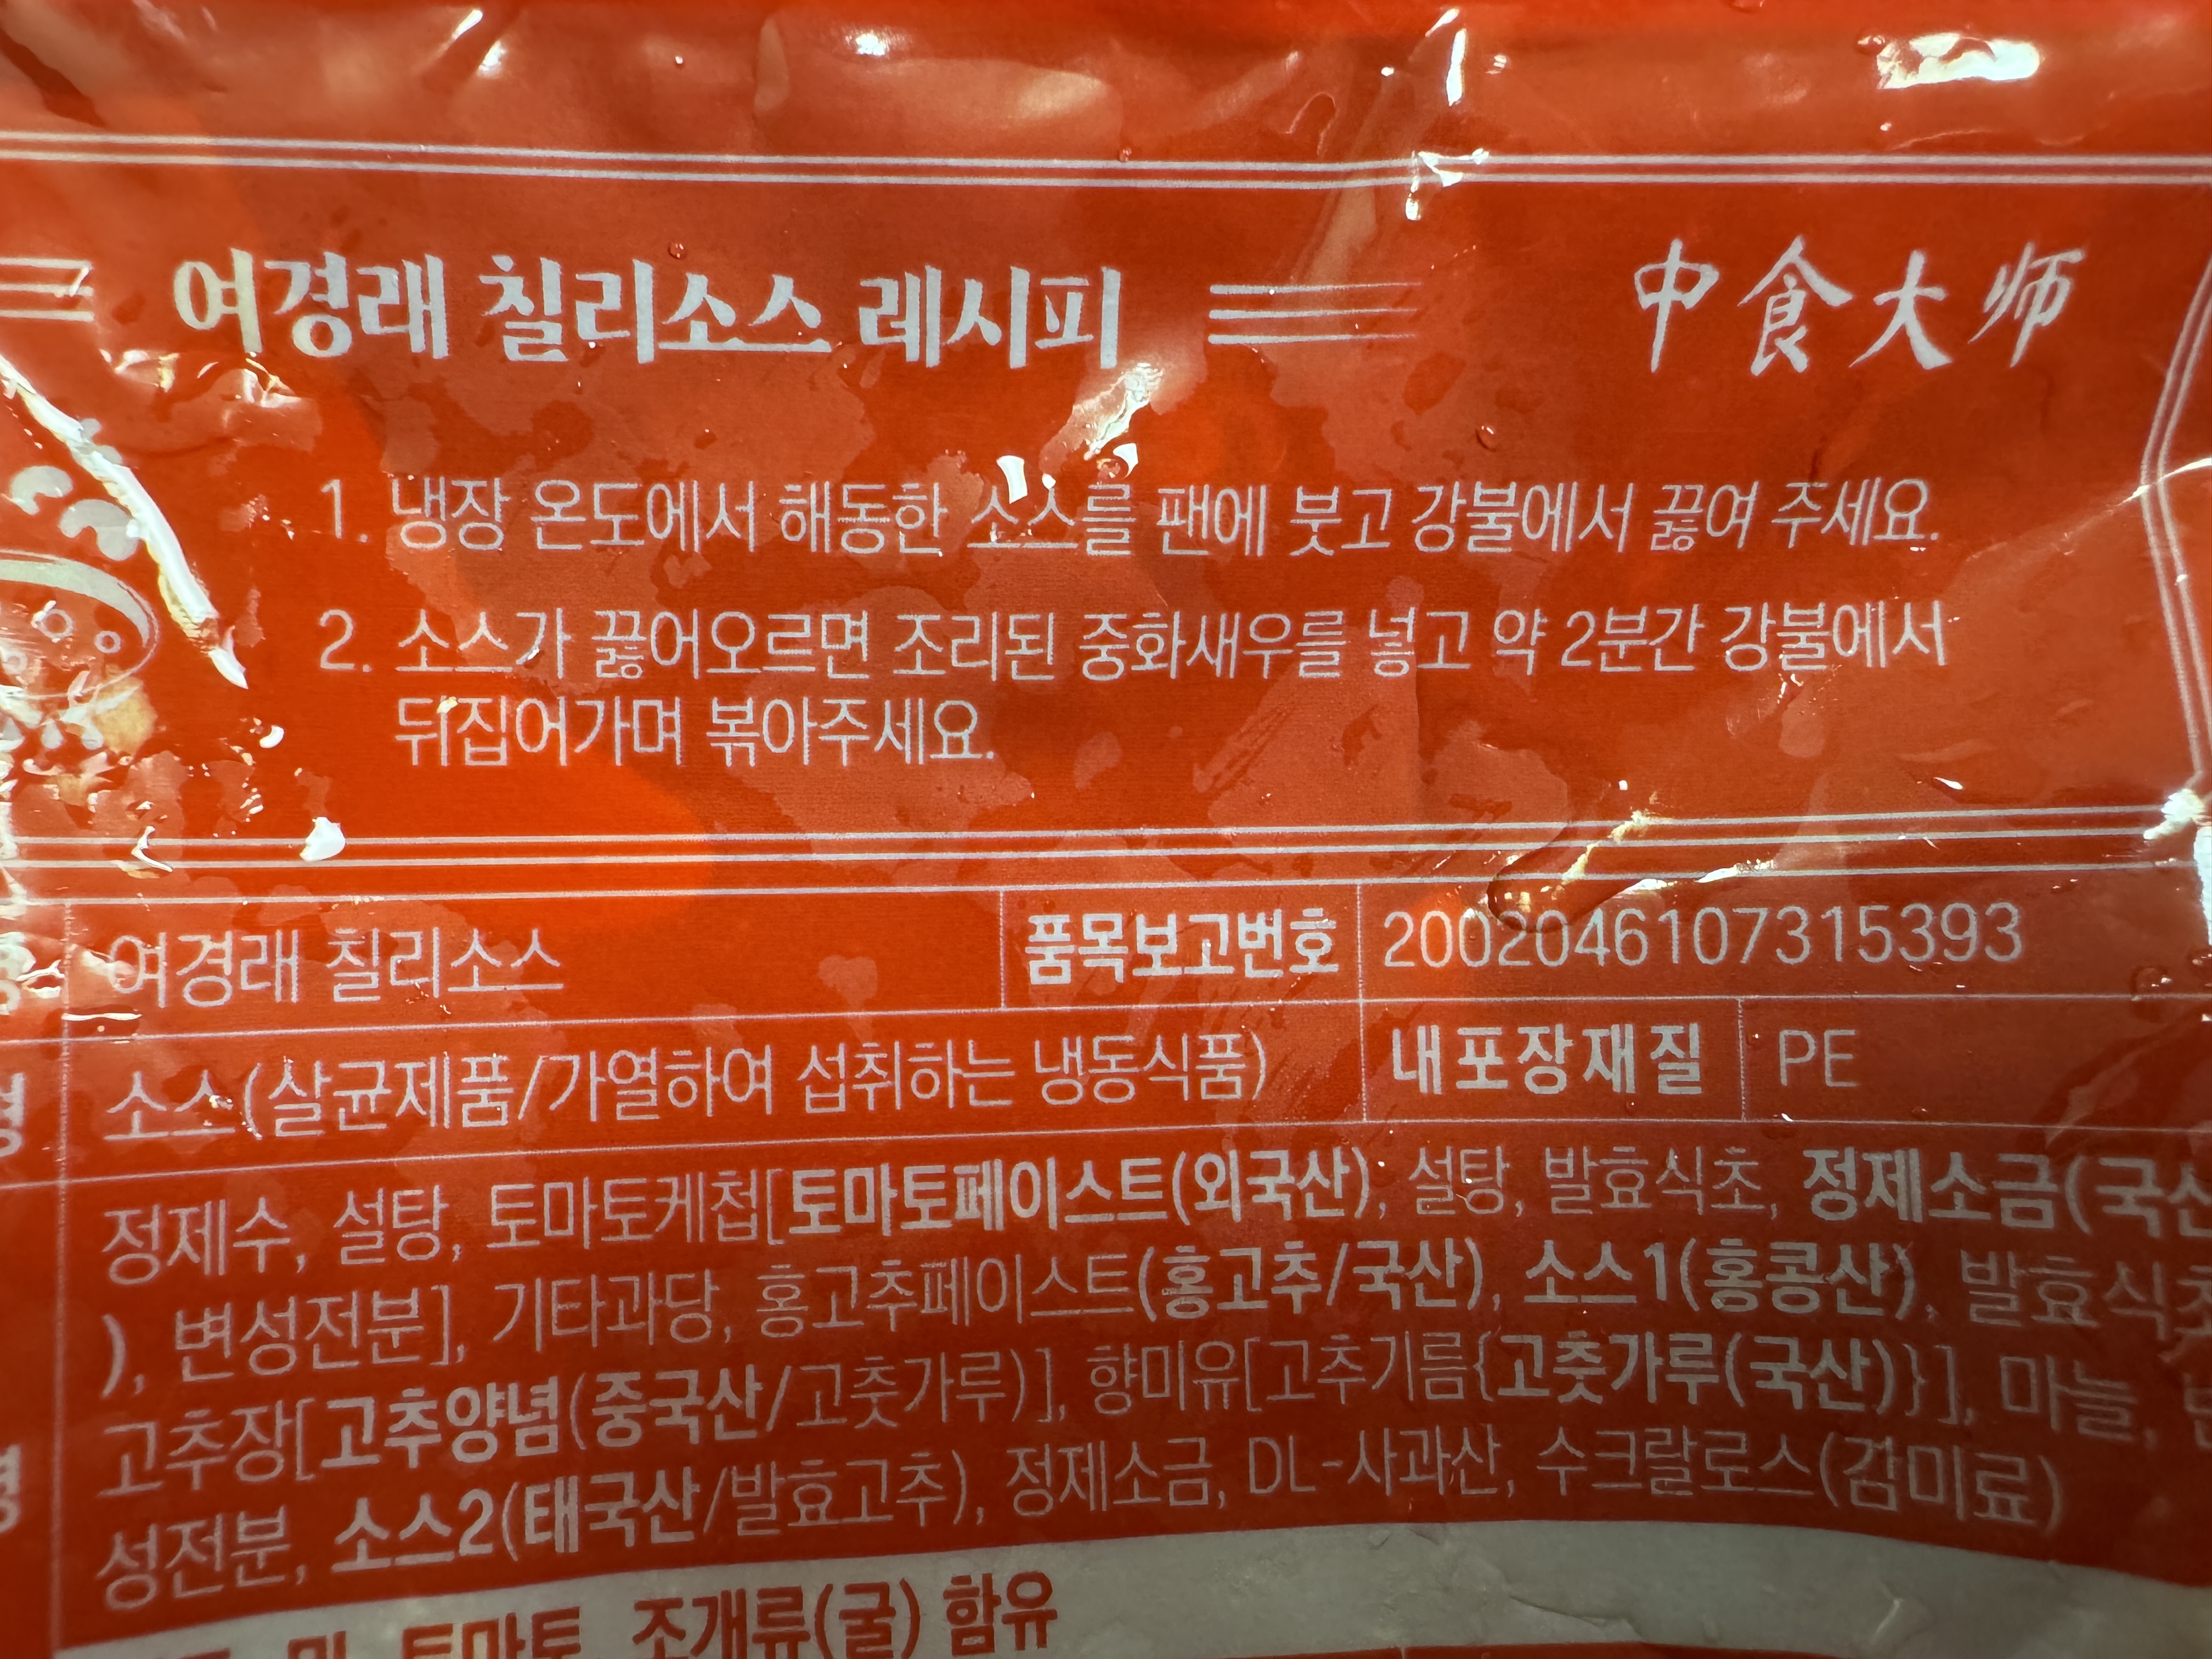 여경래 칠리소스 레시피 中食大师
1. 냉장 온도에서 해동한 소스를 팬에 붓고 강불에서 끓여 주세요.
2. 소스가 끓어오르면 조리된 중화새우를 넣고 약 2분간 강불에서
뒤집어가며 볶아주세요.
여경래 칠리소스 품목보고번호 2002046107315393
소스(살균제품/가열하여 섭취하는 냉동식품) 내포장재질 PE
정제수, 설탕, 토마토케첩[토마토페이스트(외국산), 설탕, 발효식초, 정제소금(국산
), 변성전분], 기타과당, 홍고추페이스트(홍고추/국산), 소스1(홍콩산), 발효식초
고추장[고추양념(중국산/고춧가루)], 향미유[고추기름{고춧가루(국산)}], 마늘,
성전분, 소스2(태국산/발효고추), 정제소금, DL-사과산, 수크랄로스(감미료)
밀, 토마토, 조개류(굴) 함유